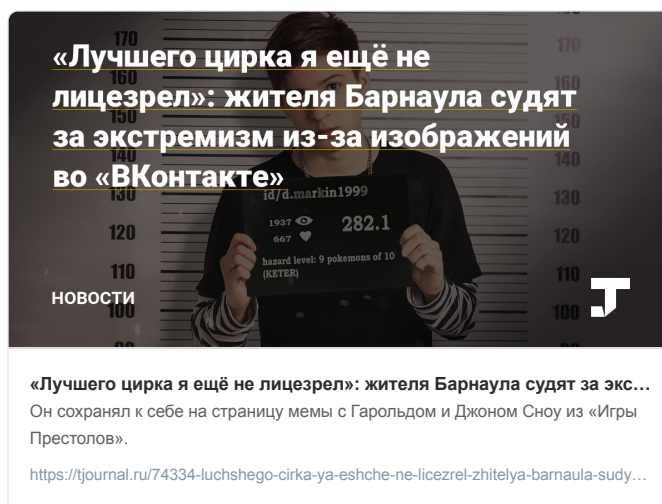 170
170
«Лучшего цирка я ещё не
160
160
лицезрел»: жителя Барнаула судят
за экстремизм из-за изображений
140
140
во «ВКонтакте»
130
130
id/d.markin1999
1937
282.1
667
120
120
hazard level: 9 pokemons of 10
(KETER)
110
110
НОВОСТИ
100
100
«Лучшего цирка я ещё не лицезрел»: жителя Барнаула судят за экс...
Он сохранял к себе на страницу мемы с Гарольдом и Джоном Сноу из «Игры
Престолов».
https://tjournal.ru/74334-luchshego-cirka-ya-eshche-ne-licezrel-zhitelya-barnaula-sudy...